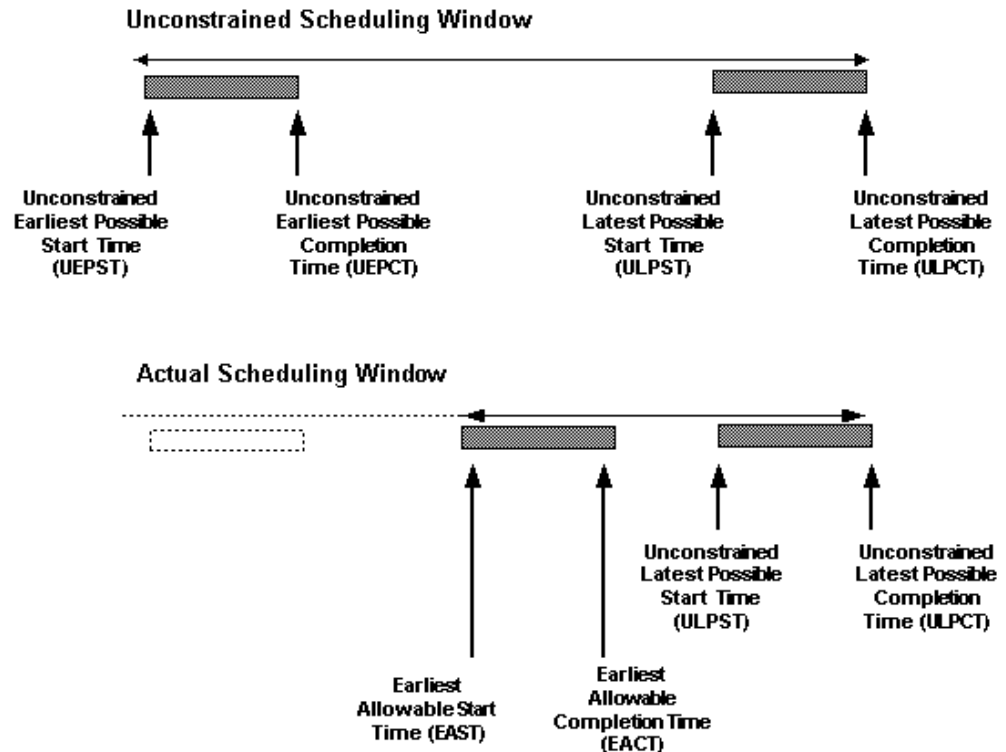 Unconstrained Scheduling Window
Unconstrained
Earliest Possible
Start Time
(UEPST)
Unconstrained
Earliest Possible
Completion
Time (UEPCT)
Unconstrained
Latest Possible
Start Time
(ULPST)
Unconstrained
Latest Possible
Completion
Time (ULPCT)
Actual Scheduling Window
Unconstrained
Latest Possible
Start Time
(ULPST)
Unconstrained
Latest Possible
Completion
Time (ULPCT)
Earliest
Allowable Start
Time (EAST)
Earliest
Allowable
Completion Time
(EACT)